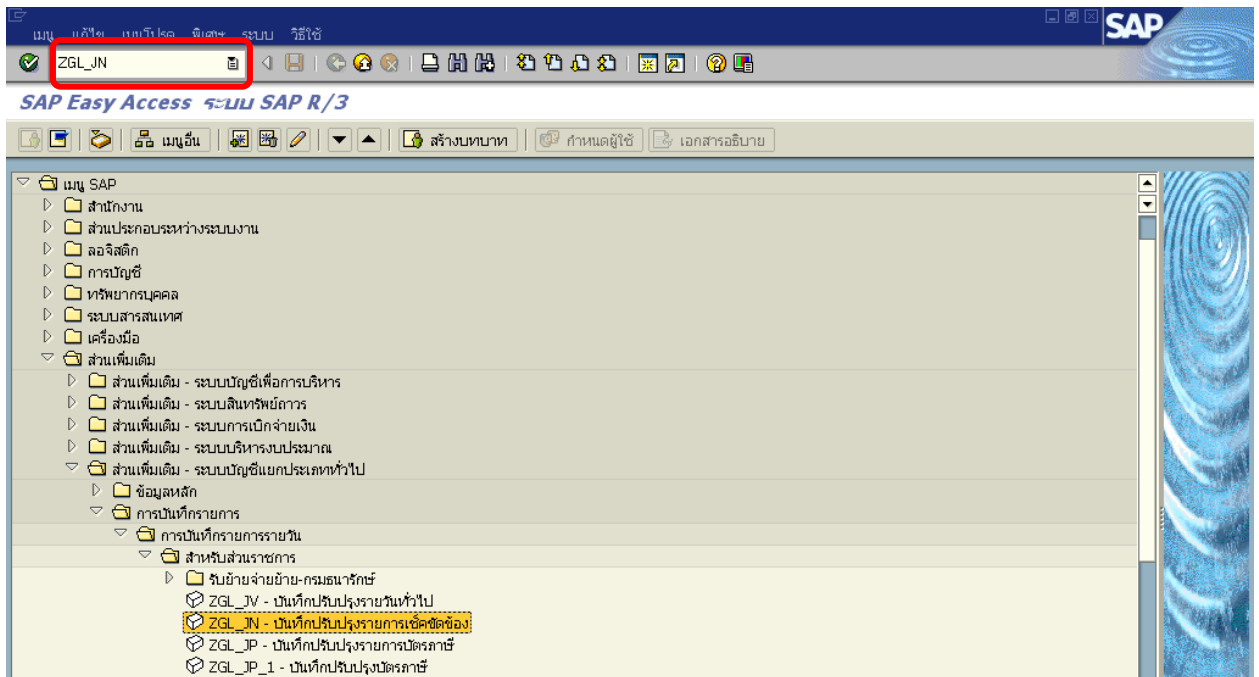 SAP
เมนู แก้ไข เมนูโปรด พิเศษ ระบบ วิธีใช้
ZGL_JN
SAP Easy Access ระบบ SAP R/3
เมนูอื่น สร้างบทบาท กำหนดผู้ใช้ เอกสารอธิบาย
เมนู SAP
สำนักงาน
ส่วนประกอบระหว่างระบบงาน
ลอจิสติก
การบัญชี
ทรัพยากรบุคคล
ระบบสารสนเทศ
เครื่องมือ
ส่วนเพิ่มเติม
ส่วนเพิ่มเติม - ระบบบัญชีเพื่อการบริหาร
ส่วนเพิ่มเติม - ระบบสินทรัพย์ถาวร
ส่วนเพิ่มเติม - ระบบการเบิกจ่ายเงิน
ส่วนเพิ่มเติม - ระบบบริหารงบประมาณ
ส่วนเพิ่มเติม - ระบบบัญชีแยกประเภททั่วไป
ข้อมูลหลัก
การบันทึกรายการ
การบันทึกรายการรายวัน
สำหรับส่วนราชการ
รับย้ายจ่ายย้าย-กรมธนารักษ์
ZGL_JV - บันทึกปรับปรุงรายวันทั่วไป
ZGL_JN - บันทึกปรับปรุงรายการเช็คขัดข้อง
ZGL_JP - บันทึกปรับปรุงรายการบัตรภาษี
ZGL_JP_1 - บันทึกปรับปรุงบัตรภาษี